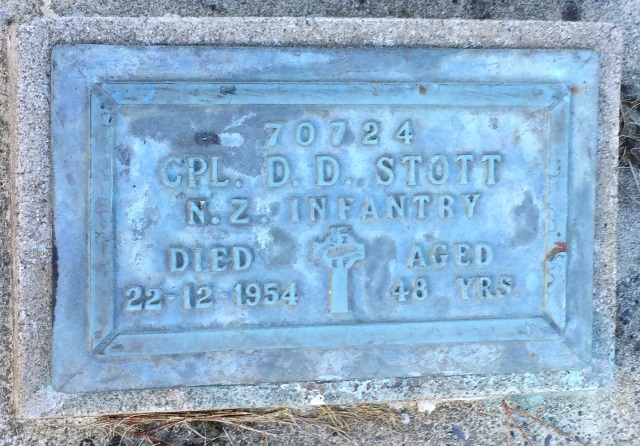 70724
CPL. D. D. STOTT
N. Z. INFANTRY
DIED AGED
22-12-1954 48 YRS.